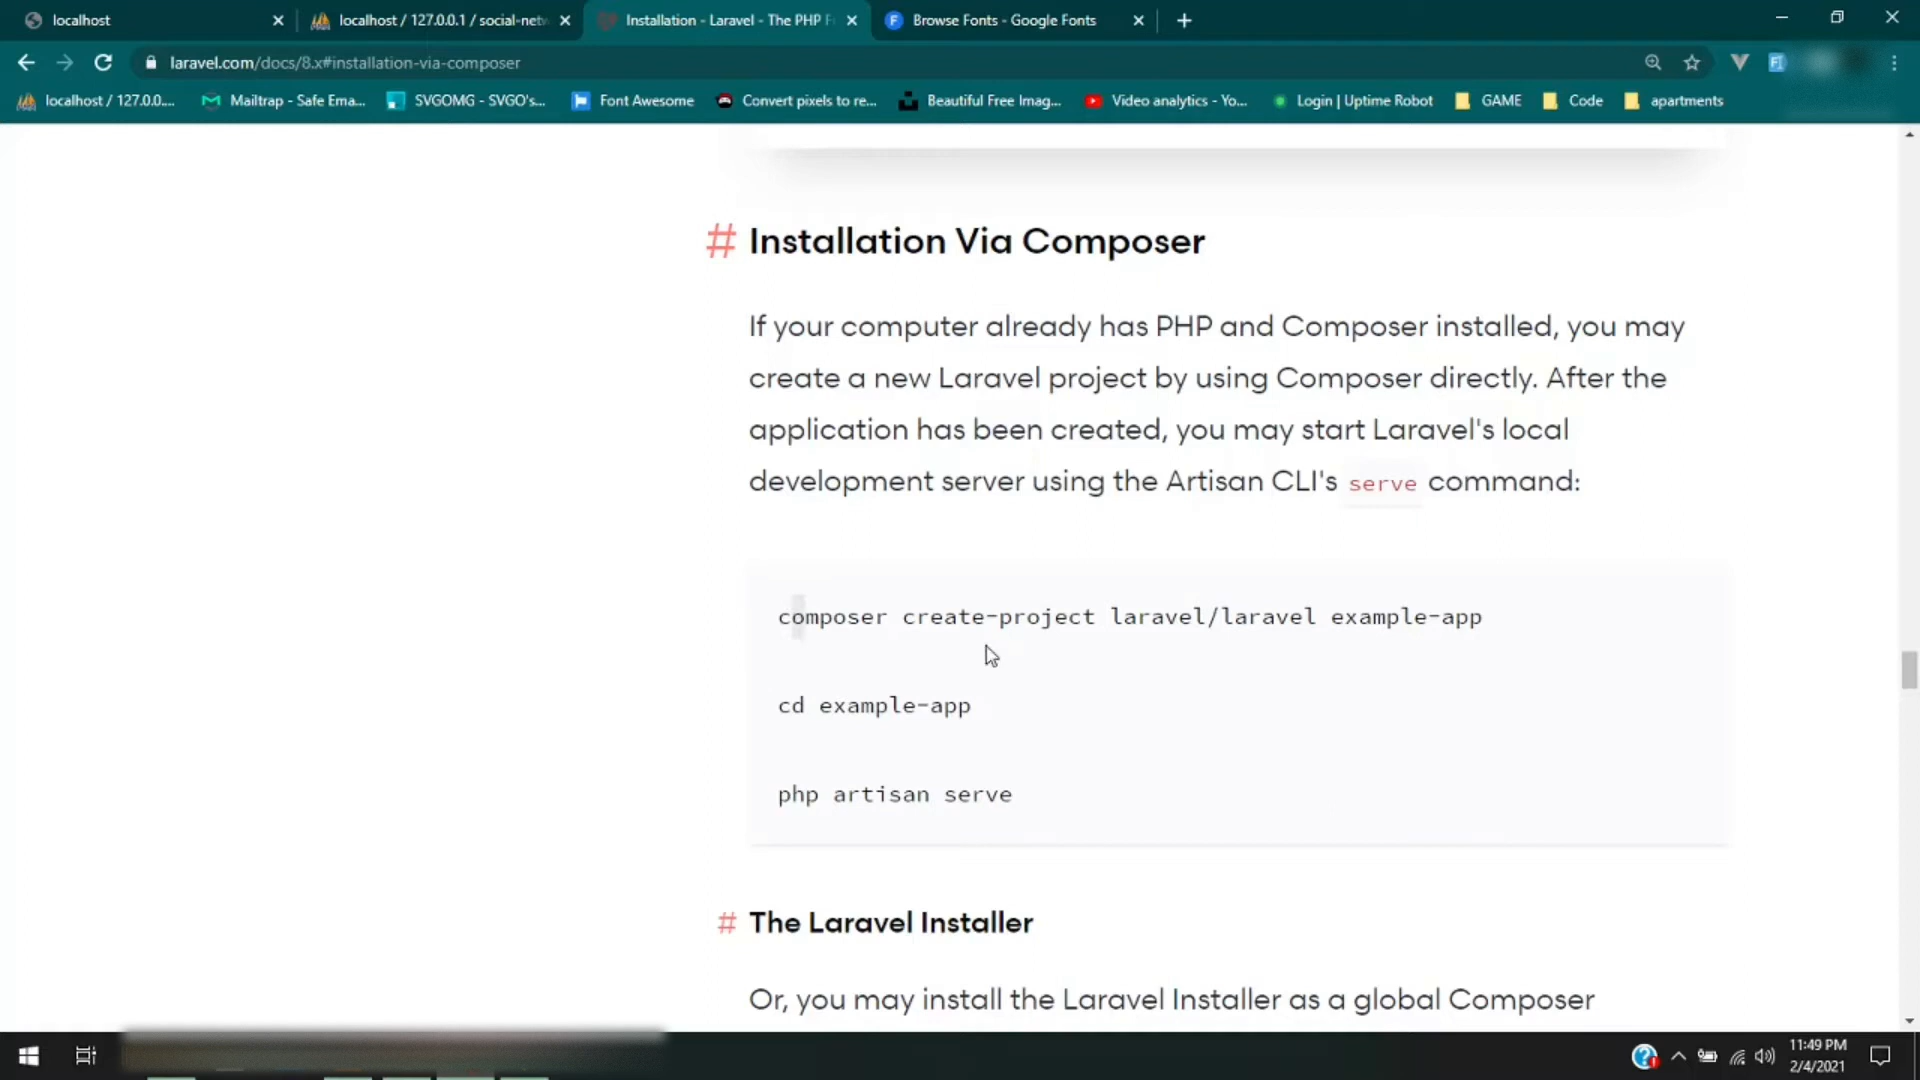 localhost
localhost / 127.0.0.1 / social-netw
Installation - Laravel - The PHP F
Browse Fonts - Google Fonts
laravel.com/docs/8.x#installation-via-composer
localhost / 127.0.0....
Mailtrap - Safe Ema...
SVGOMG - SVGO's...
Font Awesome
Convert pixels to re...
Beautiful Free Imag...
Video analytics - Yo...
Login | Uptime Robot
GAME
Code
apartments
# Installation Via Composer
If your computer already has PHP and Composer installed, you may
create a new Laravel project by using Composer directly. After the
application has been created, you may start Laravel's local
development server using the Artisan CLI's serve command:
composer create-project laravel/laravel example-app
cd example-app
php artisan serve
# The Laravel Installer
Or, you may install the Laravel Installer as a global Composer
11:49 PM
2/4/2021